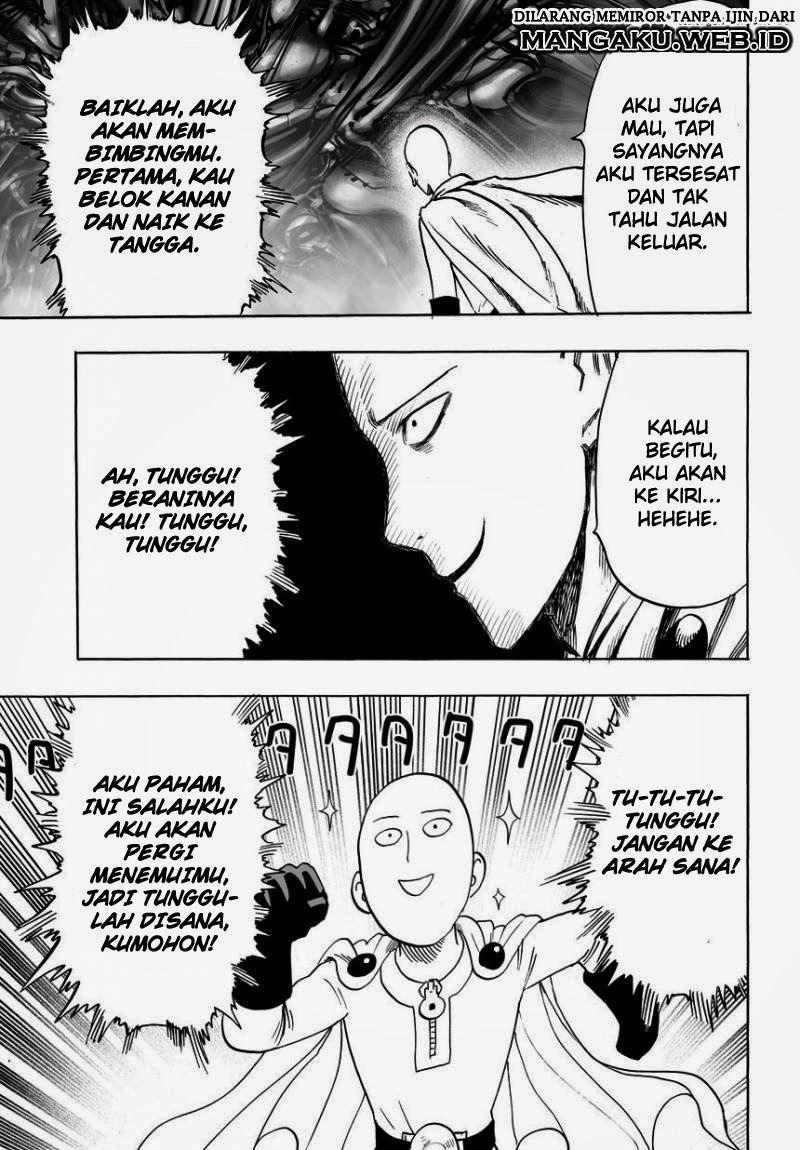 DILARANG MEMIROR TANPA IJIN DARI
MANGAKU.WEB.ID
AKU JUGA
MAU, TAPI
SAYANGNYA
AKU TERSESAT
DAN TAK
TAHU JALAN
KELUAR.
BAIKLAH, AKU
AKAN MEM-
BIMBINGMU.
PERTAMA, KAU
BELOK KANAN
DAN NAIK KE
TANGGA.
KALAU
BEGITU,
AKU AKAN
KE KIRI...
HEHEHE.
AH, TUNGGU!
BERANINYA
KAU! TUNGGU,
TUNGGU!
TU-TU-TU-
TUNGGU!
JANGAN KE
ARAH SANA!
AKU PAHAM,
INI SALAHKU!
AKU AKAN
PERGI
MENEMUIMU,
JADI TUNGGU-
LAH DISANA,
KUMOHON!